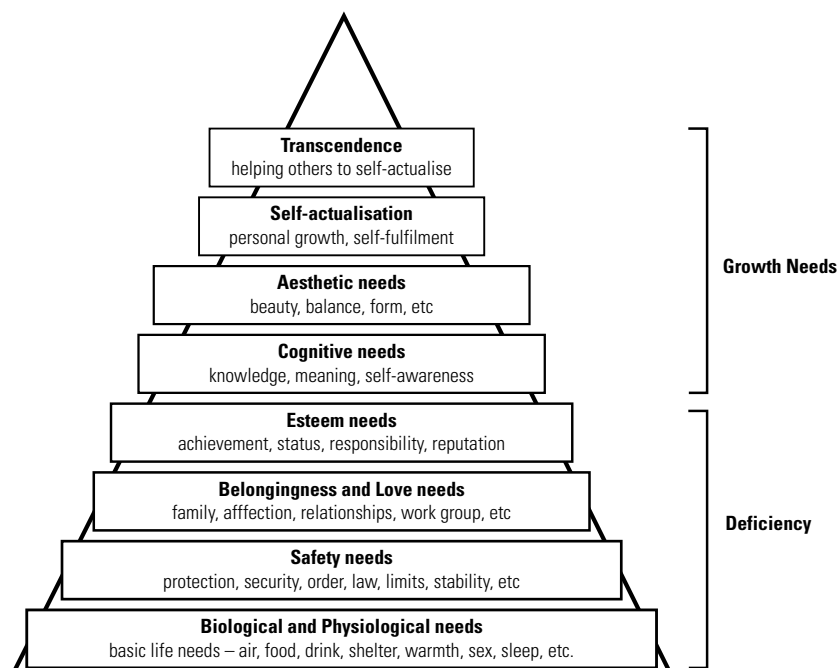 Transcendence
helping others to self-actualise
Self-actualisation
personal growth, self-fulfilment
Aesthetic needs
beauty, balance, form, etc
Growth Needs
Cognitive needs
knowledge, meaning, self-awareness
Esteem needs
achievement, status, responsibility, reputation
Belongingness and Love needs
family, afffection, relationships, work group, etc
Deficiency
Safety needs
protection, security, order, law, limits, stability, etc
Biological and Physiological needs
basic life needs – air, food, drink, shelter, warmth, sex, sleep, etc.